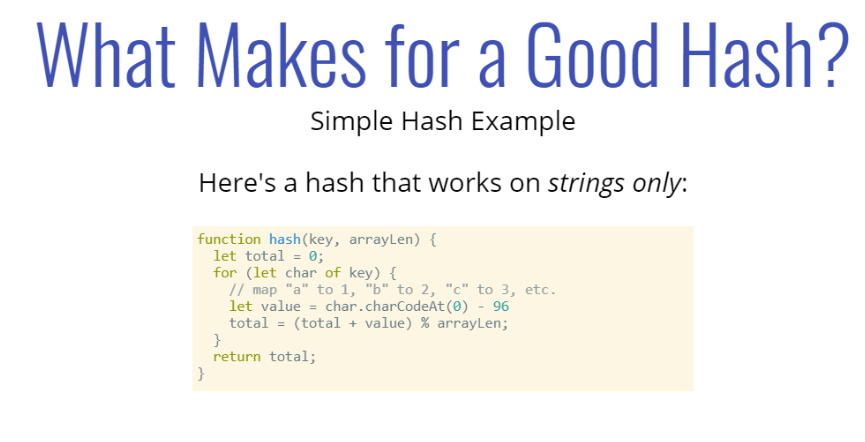 What Makes for a Good Hash?
Simple Hash Example
Here's a hash that works on strings only:
function hash(key, arrayLen) {
  let total = 0;
  for (let char of key) {
    // map "a" to 1, "b" to 2, "c" to 3, etc.
    let value = char.charCodeAt(0) - 96
    total = (total + value) % arrayLen;
  }
  return total;
}